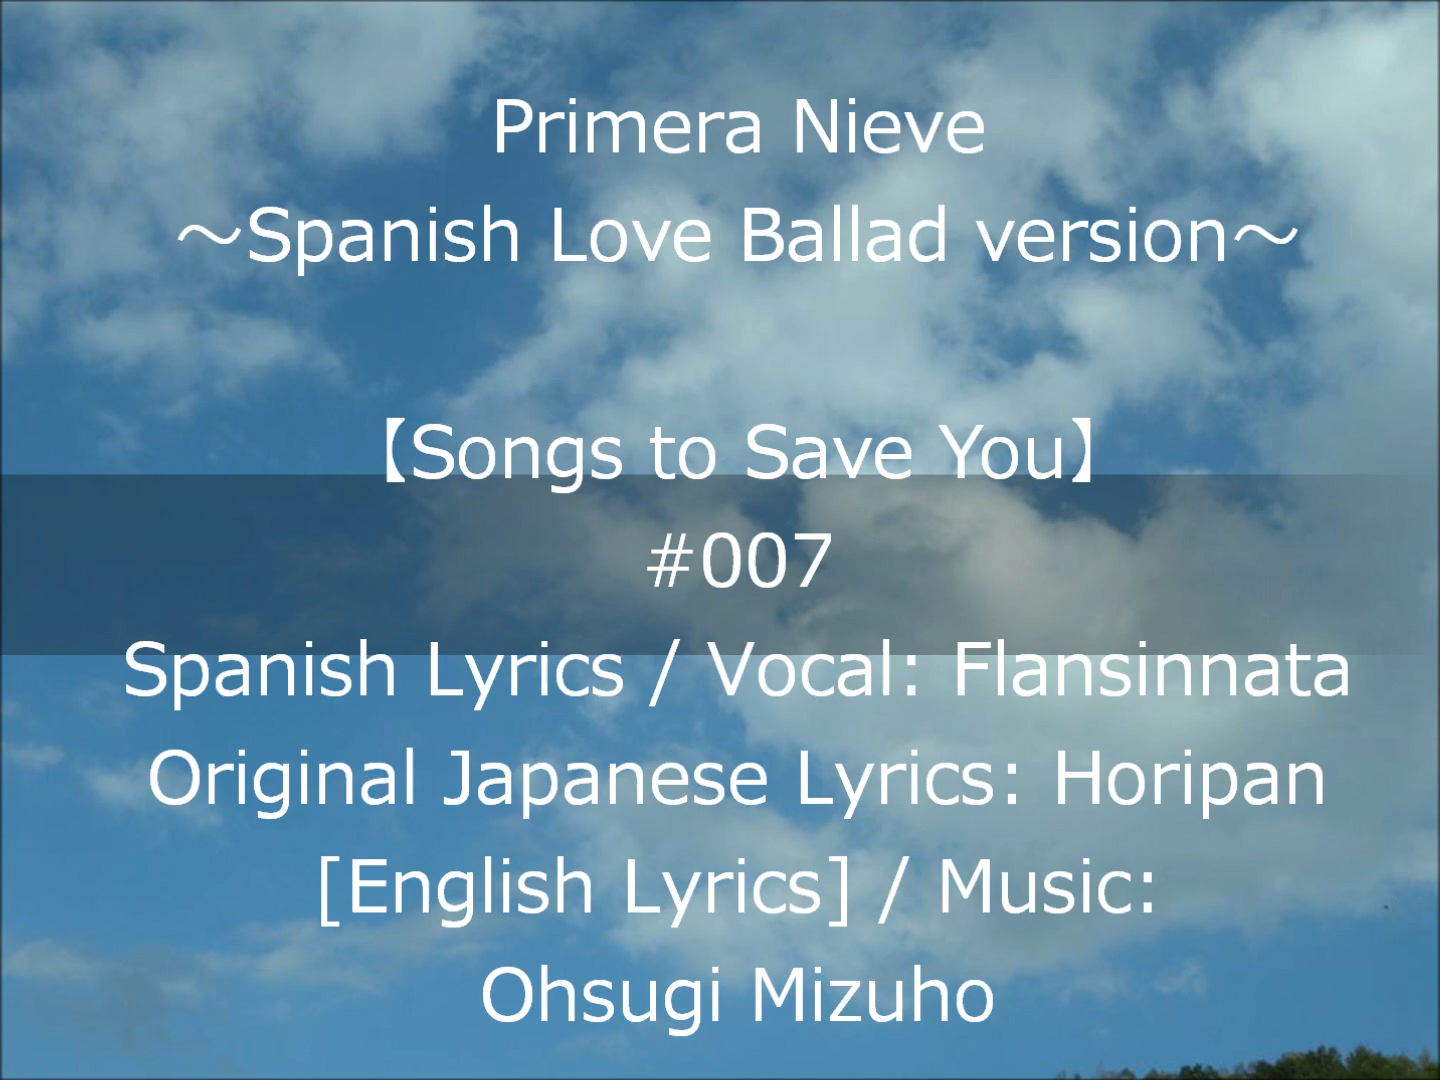 Primera Nieve
～Spanish Love Ballad version～
【Songs to Save You】
#007
Spanish Lyrics / Vocal: Flansinnata
Original Japanese Lyrics: Horipan
[English Lyrics] / Music:
Ohsugi Mizuho